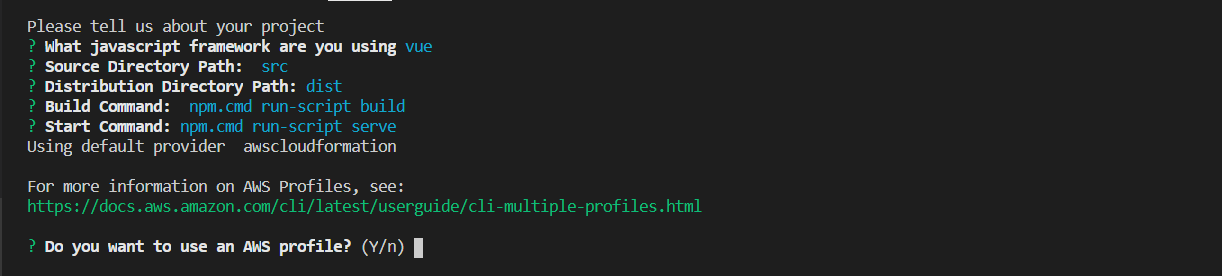 Please tell us about your project
? What javascript framework are you using vue
? Source Directory Path:  src
? Distribution Directory Path: dist
? Build Command:  npm.cmd run-script build
? Start Command: npm.cmd run-script serve
Using default provider  awscloudformation
For more information on AWS Profiles, see:
https://docs.aws.amazon.com/cli/latest/userguide/cli-multiple-profiles.html
? Do you want to use an AWS profile? (Y/n)